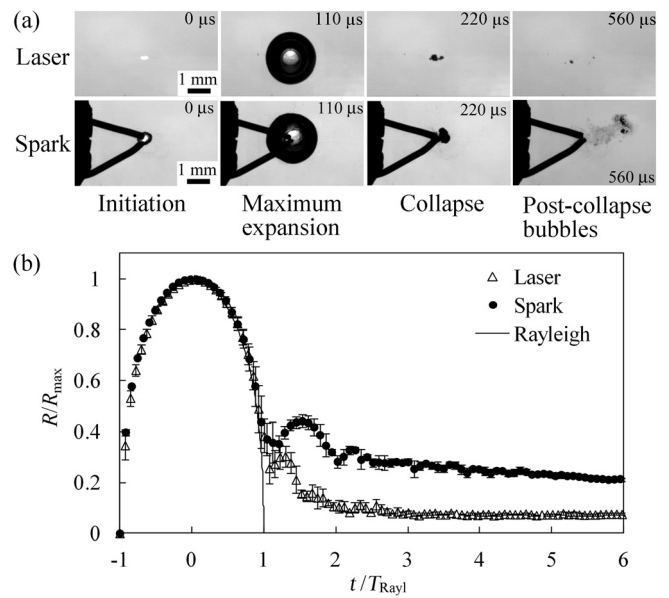 (a)
0 µs
110 µs
220 µs
560 µs
Laser
1 mm
0 µs
110 µs
220 µs
Spark
1 mm
560 µs
Initiation
Maximum
expansion
Collapse
Post-collapse
bubbles
(b)
Laser
Spark
Rayleigh
R/Rmax
1
0.8
0.6
0.4
0.2
0
-1
0
1
2
3
4
5
6
t/TRayl